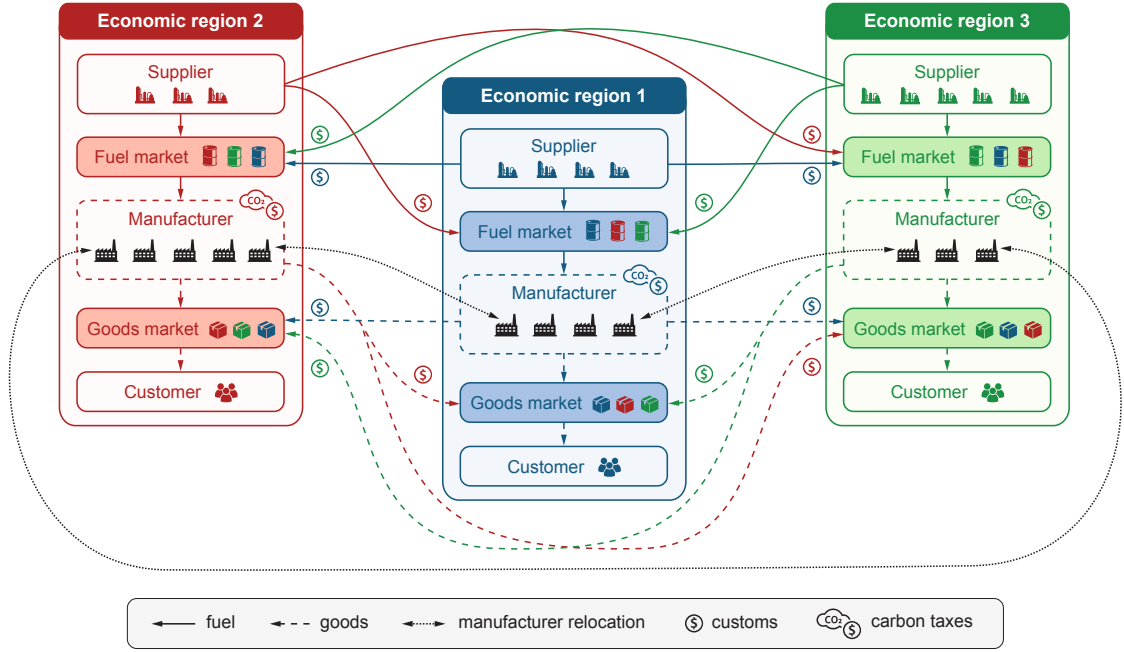 Economic region 2
Supplier
Fuel market
CO₂
$
Manufacturer
Goods market
Customer
$
$
$
$
$
$
Economic region 1
Supplier
Fuel market
CO₂
$
Manufacturer
Goods market
Customer
$
$
$
$
$
$
Economic region 3
Supplier
Fuel market
CO₂
$
Manufacturer
Goods market
Customer
fuel
goods
manufacturer relocation
$ customs
CO₂ $ carbon taxes